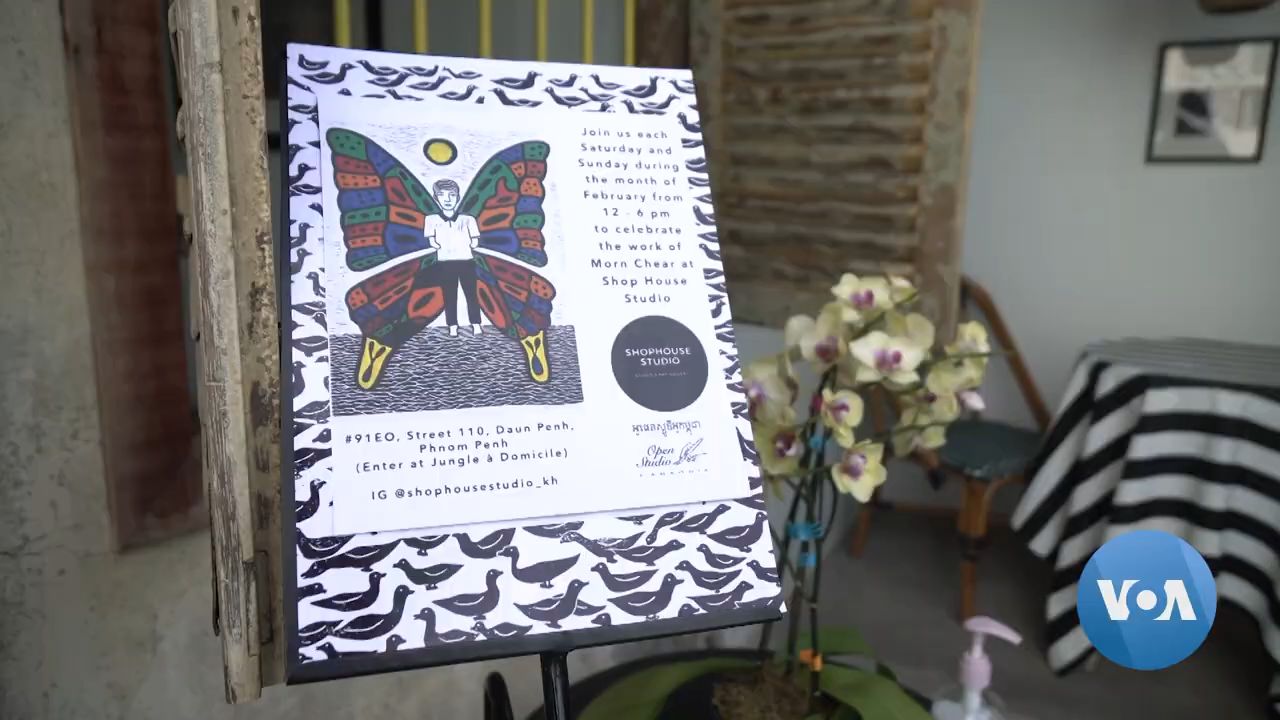 Join us each
Saturday and
Sunday during
the month of
February from
12 - 6 pm
to celebrate
the work of
Morn Chear at
Shop House
Studio
SHOPHOUSE
STUDIO
#91EO, Street 110, Daun Penh,
Phnom Penh
(Enter at Jungle à Domicile)
IG @shophousestudio_kh
Open
Studio
VOA